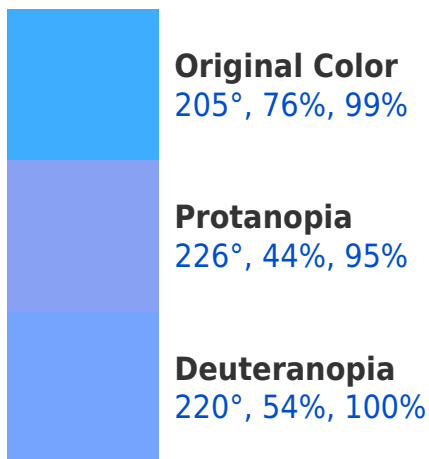 Original Color
205°, 76%, 99%
Protanopia
226°, 44%, 95%
Deuteranopia
220°, 54%, 100%